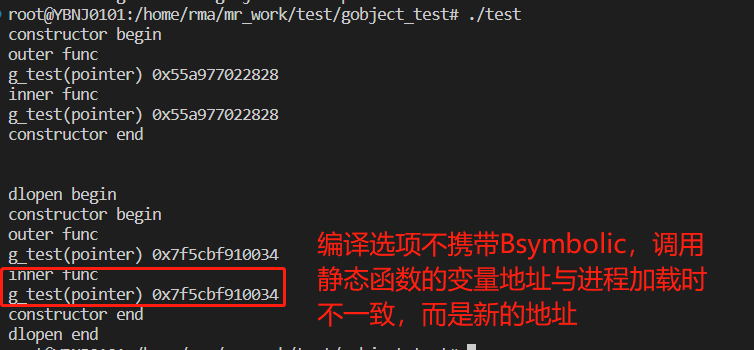 root@YBNJ0101:/home/rma/mr_work/test/gobject_test# ./test
constructor begin
outer func
g_test(pointer) 0x55a977022828
inner func
g_test(pointer) 0x55a977022828
constructor end
dlopen begin
constructor begin
outer func
g_test(pointer) 0x7f5cbf910034
inner func
g_test(pointer) 0x7f5cbf910034
constructor end
dlopen end
编译选项不携带Bsymbolic，调用
静态函数的变量地址与进程加载时
不一致，而是新的地址